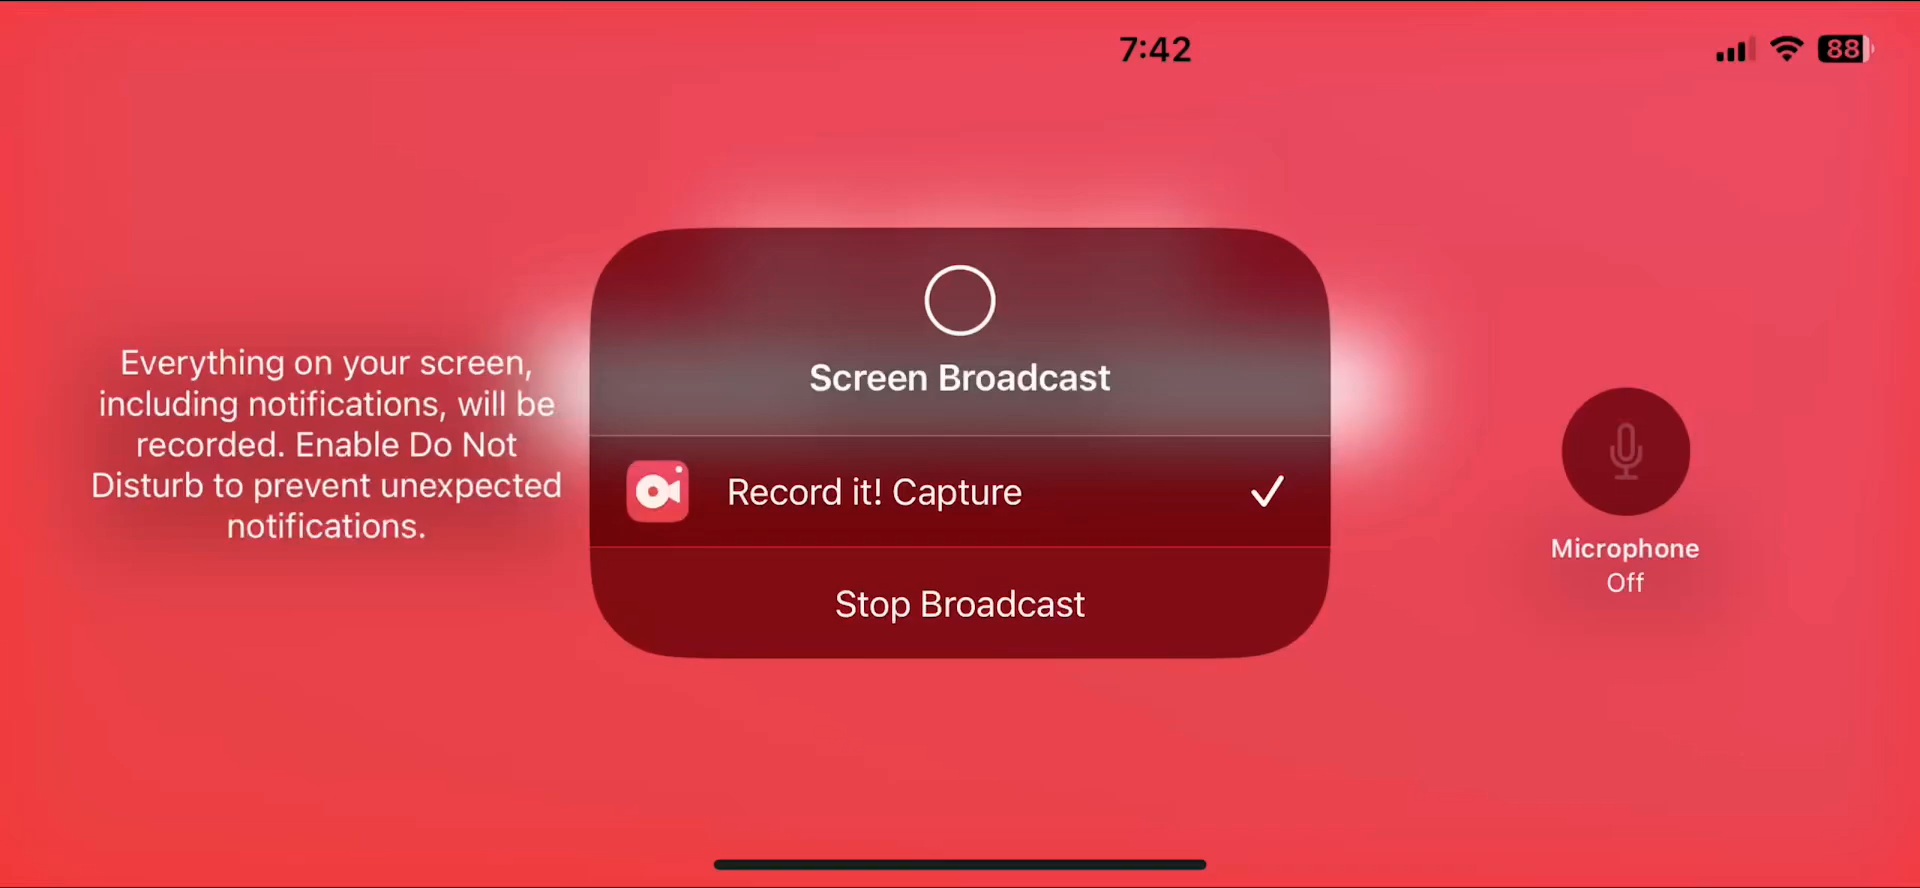 7:42
88
Everything on your screen,
including notifications, will be
recorded. Enable Do Not
Disturb to prevent unexpected
notifications.
Screen Broadcast
Record it! Capture
Stop Broadcast
Microphone
Off